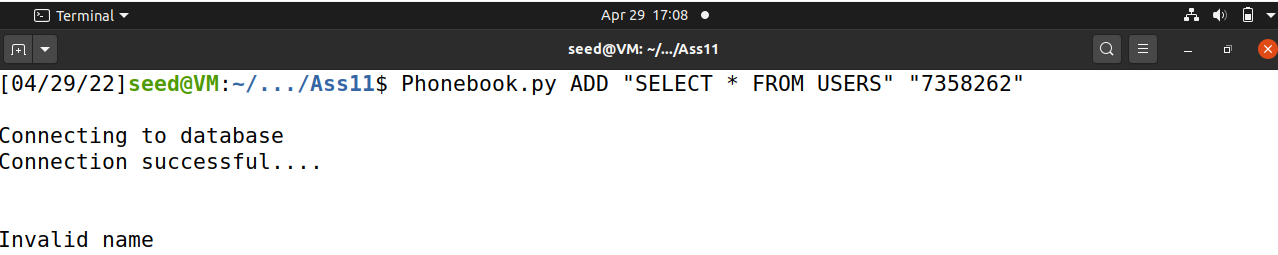 Terminal
Apr 29 17:08
seed@VM: ~/.../Ass11
[04/29/22]seed@VM:~/.../Ass11$ Phonebook.py ADD "SELECT * FROM USERS" "7358262"
Connecting to database
Connection successful....
Invalid name